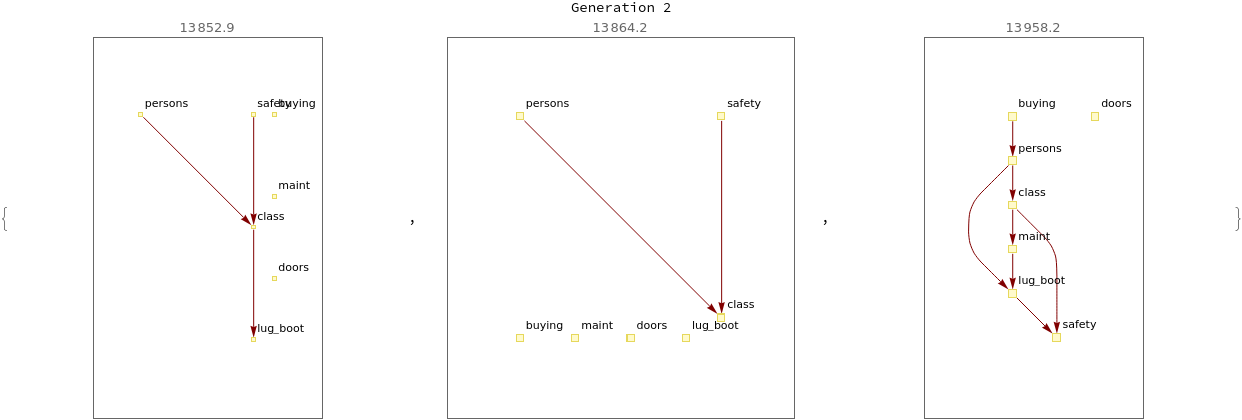 Generation 2
13852.9
persons
safety
buying
maint
class
doors
lug_boot
13864.2
persons
safety
class
buying
maint
doors
lug_boot
13958.2
buying
doors
persons
class
maint
lug_boot
safety
{ , , }